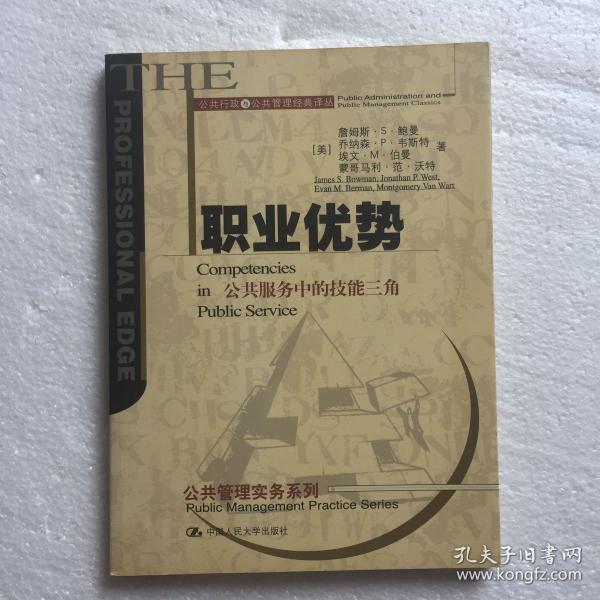 THE
PROFESSIONAL EDGE
公共行政与公共管理经典译丛
Public Administration and
Public Management Classics
[美]
詹姆斯·S·鲍曼
乔纳森·P·韦斯特
埃文·M·伯曼
蒙哥马利·范·沃特
著
James S. Bowman, Jonathan P. West,
Evan M. Berman, Montgomery Van Wart
职业优势
Competencies
in 公共服务中的技能三角
Public Service
公共管理实务系列
Public Management Practice Series
中国人民大学出版社
孔夫子旧书网
www.kongfz.com